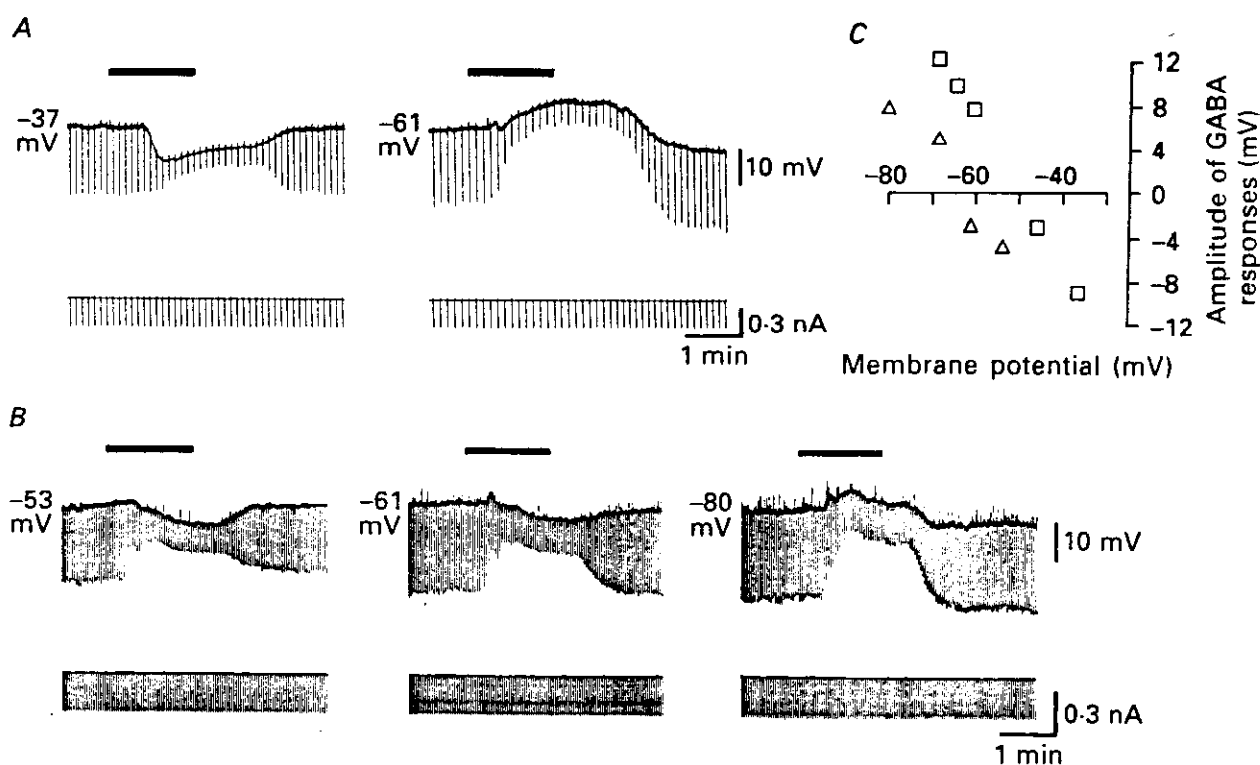 A
-37
mV
-61
mV
10 mV
0·3 nA
1 min
C
12
8
4
0
-4
-8
-12
-80
-60
-40
Amplitude of GABA
responses (mV)
Membrane potential (mV)
B
-53
mV
-61
mV
-80
mV
10 mV
0·3 nA
1 min